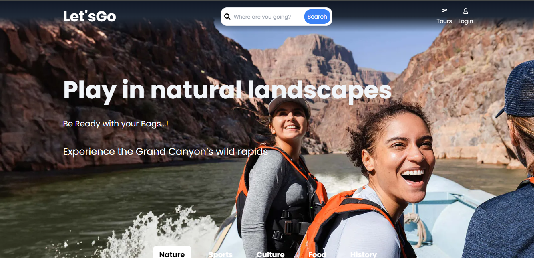 Let'sGo
Where are you going?
Search
Tours
Login
Play in natural landscapes
Be Ready with your Bags..!
Experience the Grand Canyon's wild rapids
Nature Sports Culture Food History